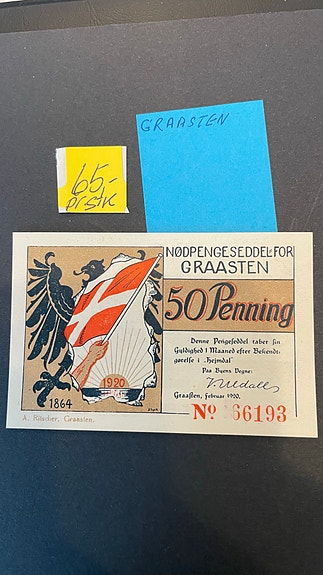 GRAASTEN
65,-
pr stk
NØDPENGESEDDEL FOR
GRAASTEN
50 Penning
Denne Pengeseddel taber sin
Gyldighed 1 Maaned efter Bekendt-
gørelse i „Hejmdal"
Paa Byens Vegne:
Graasten, Februar 1920.
No 66193
1920
1864
A. Röscher, Graasten.